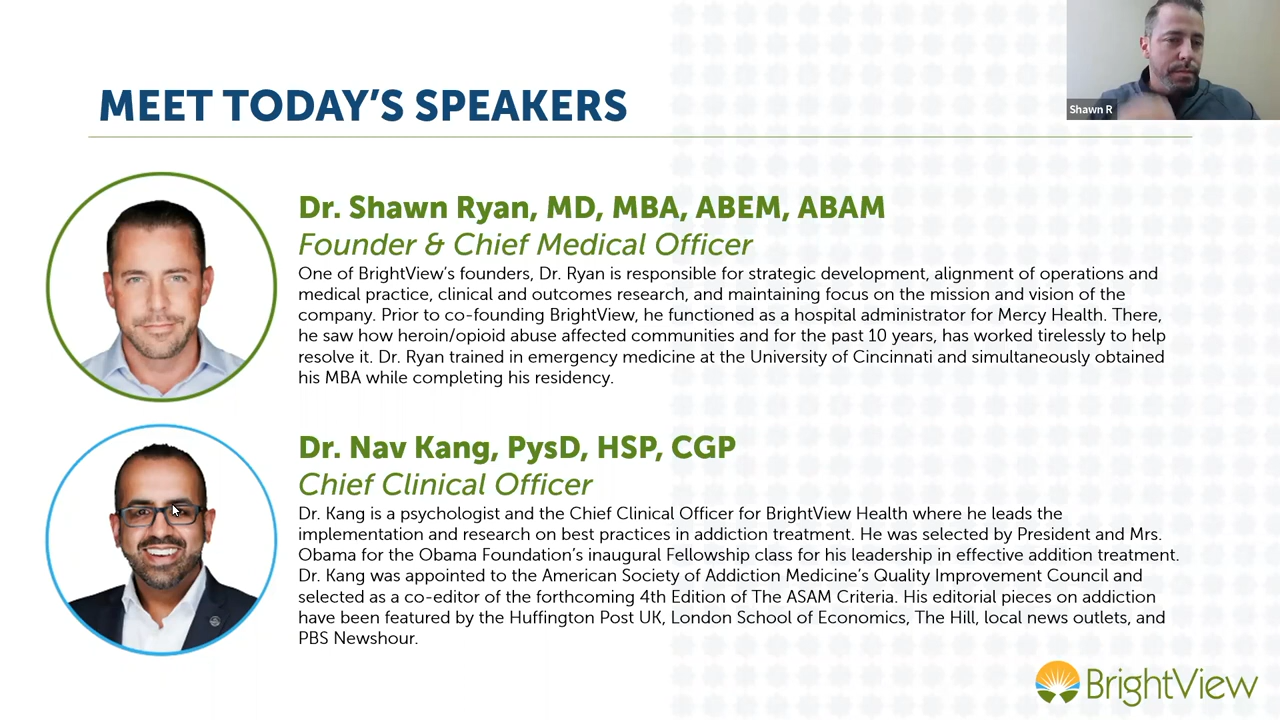 Shawn R
MEET TODAY'S SPEAKERS
Dr. Shawn Ryan, MD, MBA, ABEM, ABAM
Founder & Chief Medical Officer
One of BrightView's founders, Dr. Ryan is responsible for strategic development, alignment of operations and
medical practice, clinical and outcomes research, and maintaining focus on the mission and vision of the
company. Prior to co-founding BrightView, he functioned as a hospital administrator for Mercy Health. There,
he saw how heroin/opioid abuse affected communities and for the past 10 years, has worked tirelessly to help
resolve it. Dr. Ryan trained in emergency medicine at the University of Cincinnati and simultaneously obtained
his MBA while completing his residency.
Dr. Nav Kang, PysD, HSP, CGP
Chief Clinical Officer
Dr. Kang is a psychologist and the Chief Clinical Officer for BrightView Health where he leads the
implementation and research on best practices in addiction treatment. He was selected by President and Mrs.
Obama for the Obama Foundation's inaugural Fellowship class for his leadership in effective addition treatment.
Dr. Kang was appointed to the American Society of Addiction Medicine's Quality Improvement Council and
selected as a co-editor of the forthcoming 4th Edition of The ASAM Criteria. His editorial pieces on addiction
have been featured by the Huffington Post UK, London School of Economics, The Hill, local news outlets, and
PBS Newshour.
BrightView